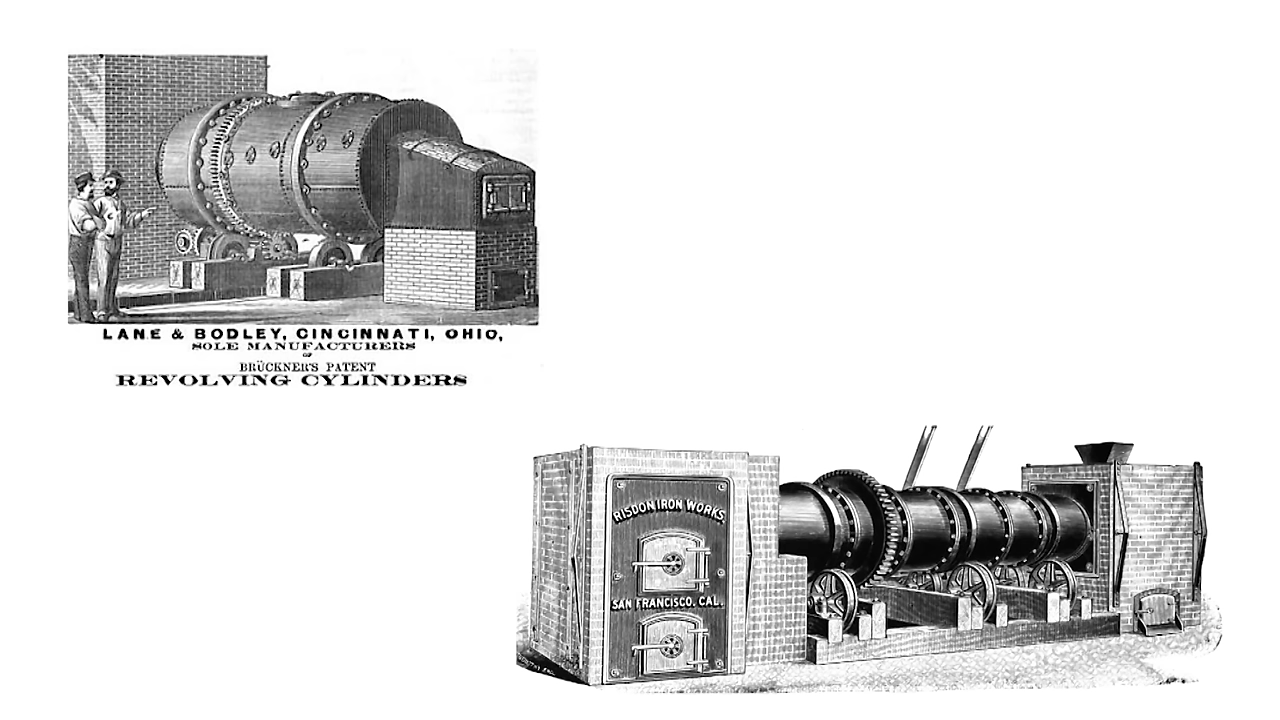 LANE & BODLEY, CINCINNATI, OHIO,
SOLE MANUFACTURERS
OF
BRÜCKNER'S PATENT
REVOLVING CYLINDERS
RISDON IRON WORKS.
SAN FRANCISCO. CAL.